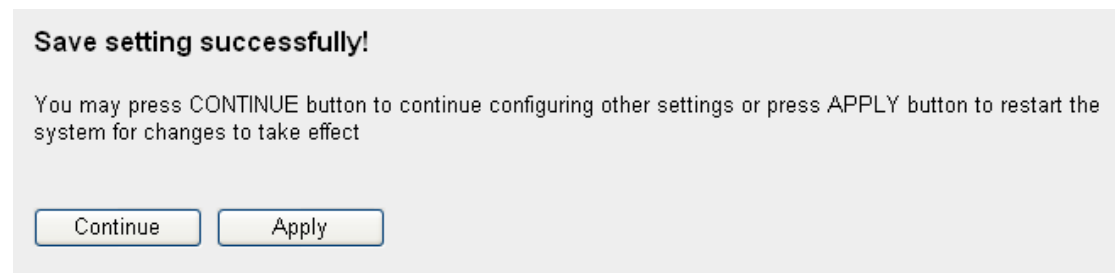 Save setting successfully!
You may press CONTINUE button to continue configuring other settings or press APPLY button to restart the
system for changes to take effect
Continue Apply